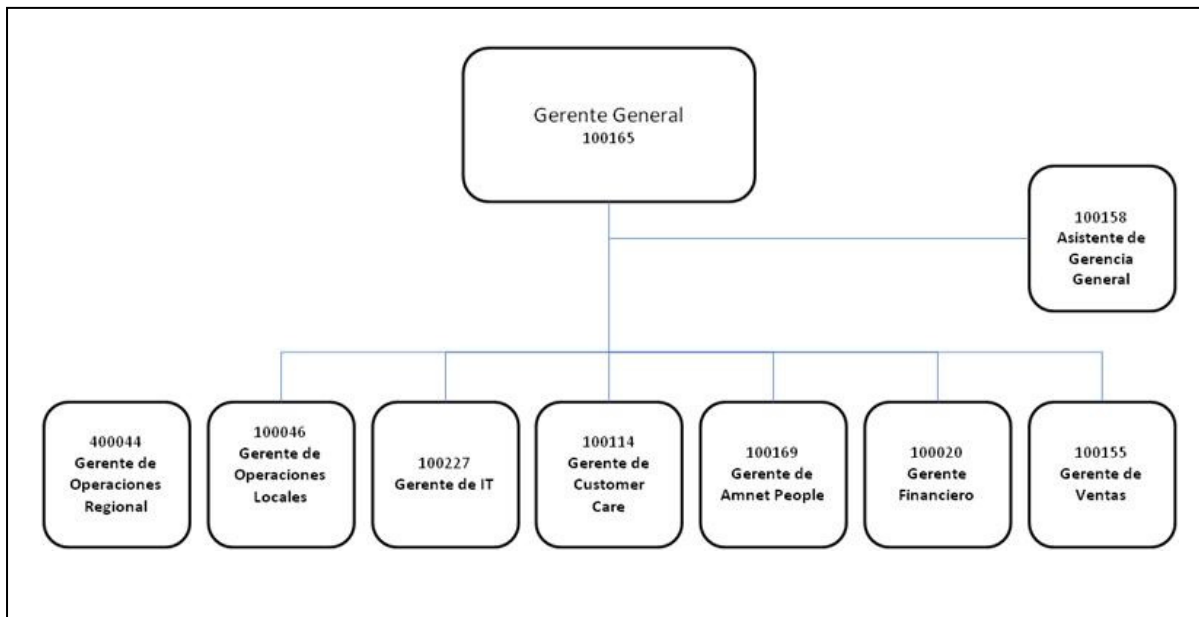 Gerente General
100165
100158
Asistente de
Gerencia
General
400044
Gerente de
Operaciones
Regional
100046
Gerente de
Operaciones
Locales
100227
Gerente de IT
100114
Gerente de
Customer
Care
100169
Gerente de
Amnet People
100020
Gerente
Financiero
100155
Gerente de
Ventas